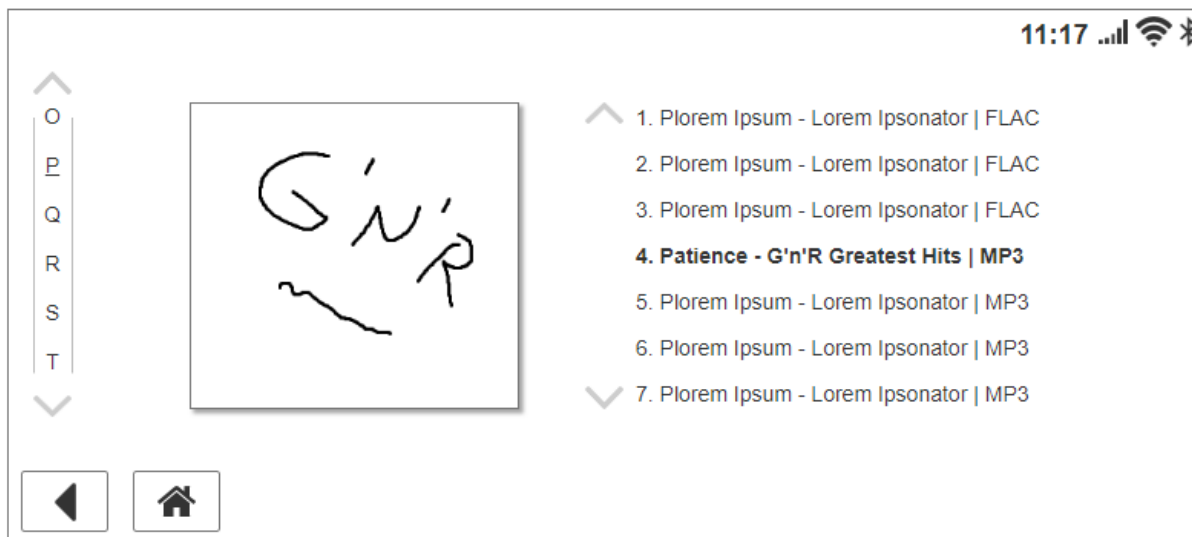 11:17
O
P
Q
R
S
T
G'N'R
1. Plorem Ipsum - Lorem Ipsonator | FLAC
2. Plorem Ipsum - Lorem Ipsonator | FLAC
3. Plorem Ipsum - Lorem Ipsonator | FLAC
4. Patience - G'n'R Greatest Hits | MP3
5. Plorem Ipsum - Lorem Ipsonator | MP3
6. Plorem Ipsum - Lorem Ipsonator | MP3
7. Plorem Ipsum - Lorem Ipsonator | MP3